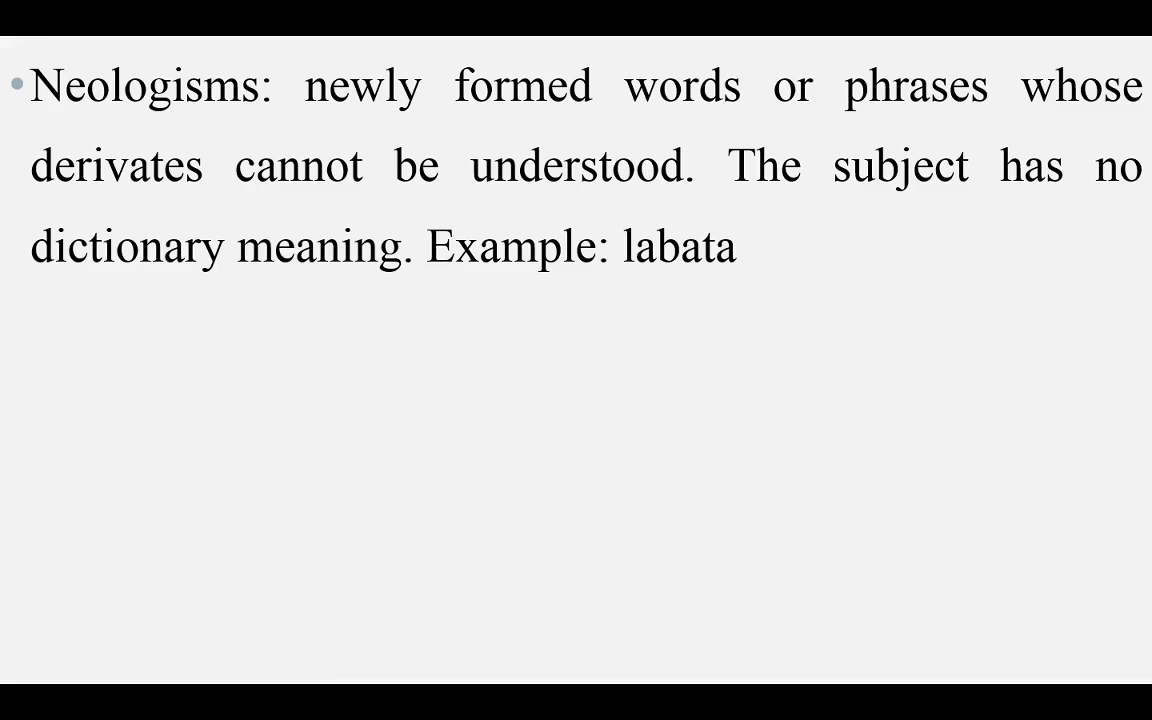 •Neologisms: newly formed words or phrases whose
derivates cannot be understood. The subject has no
dictionary meaning. Example: labata